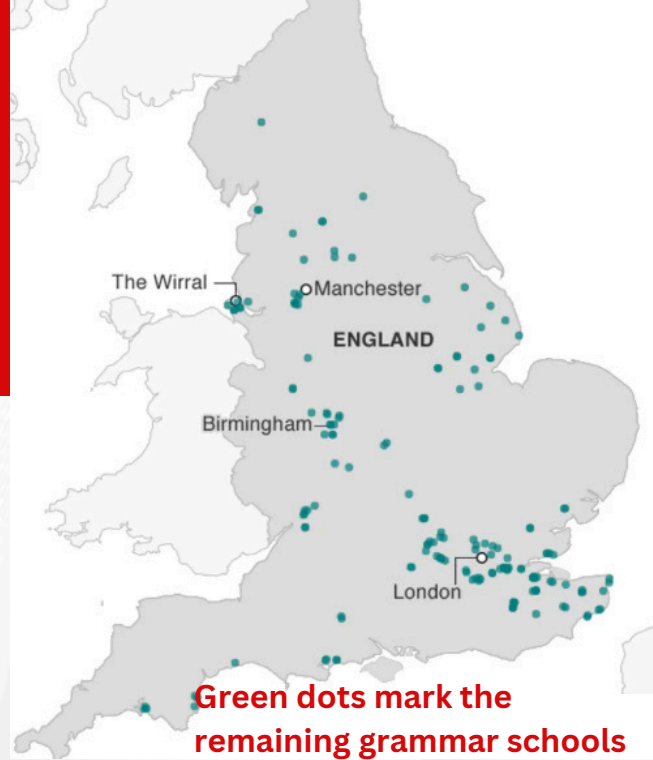 The Wirral
Manchester
ENGLAND
Birmingham
London
Green dots mark the
remaining grammar schools